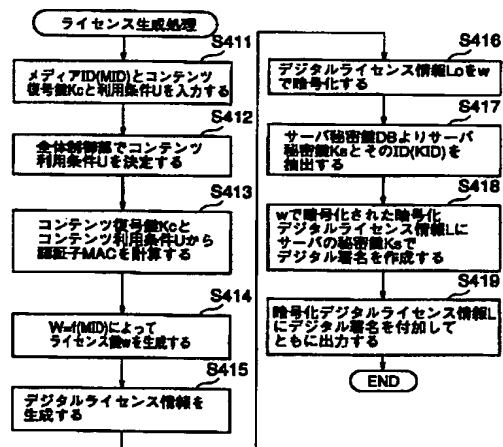 ライセンス生成処理
S411
メディアID(MID)とコンテンツ
復号鍵Kcと利用条件Uを入力する
S412
全体制御部でコンテンツ
利用条件Uを決定する
S413
コンテンツ復号鍵Kcと
コンテンツ利用条件Uから
認証子MACを計算する
S414
W=f(MID)によって
ライセンス鍵wを生成する
S415
デジタルライセンス情報を
生成する
S416
デジタルライセンス情報Loをw
で暗号化する
S417
サーバ秘密鍵DBよりサーバ
秘密鍵KsとそのID(KID)を
抽出する
S418
wで暗号化された暗号化
デジタルライセンス情報Lに
サーバの秘密鍵Ksで
デジタル署名を作成する
S419
暗号化デジタルライセンス情報L
にデジタル署名を付加して
ともに出力する
END